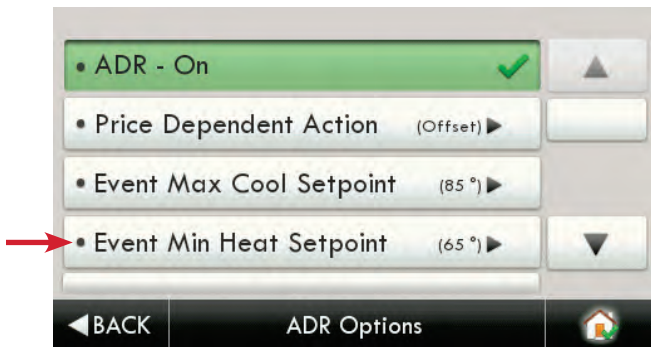 • ADR - On
• Price Dependent Action (Offset) ▶
• Event Max Cool Setpoint (85 °) ▶
• Event Min Heat Setpoint (65 °) ▶
◀ BACK ADR Options